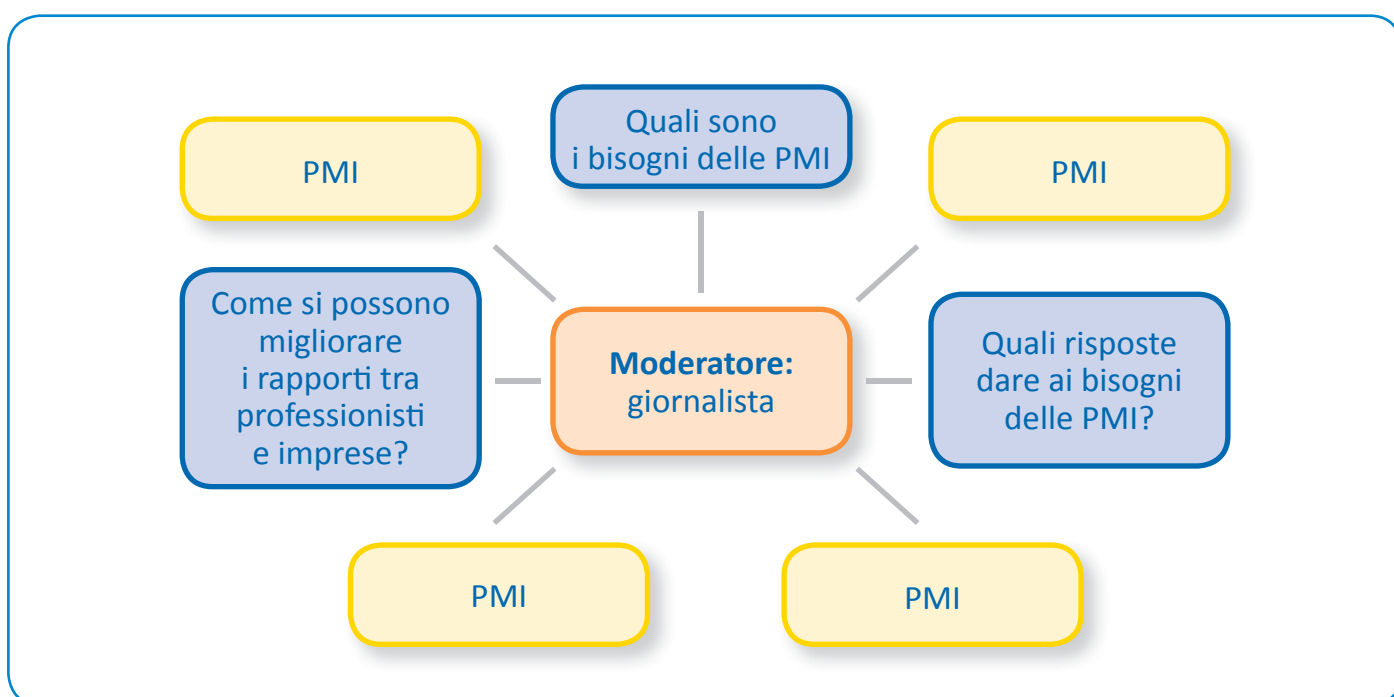 PMI
Quali sono
i bisogni delle PMI
PMI
Come si possono
migliorare
i rapporti tra
professionisti
e imprese?
Moderatore:
giornalista
Quali risposte
dare ai bisogni
delle PMI?
PMI
PMI